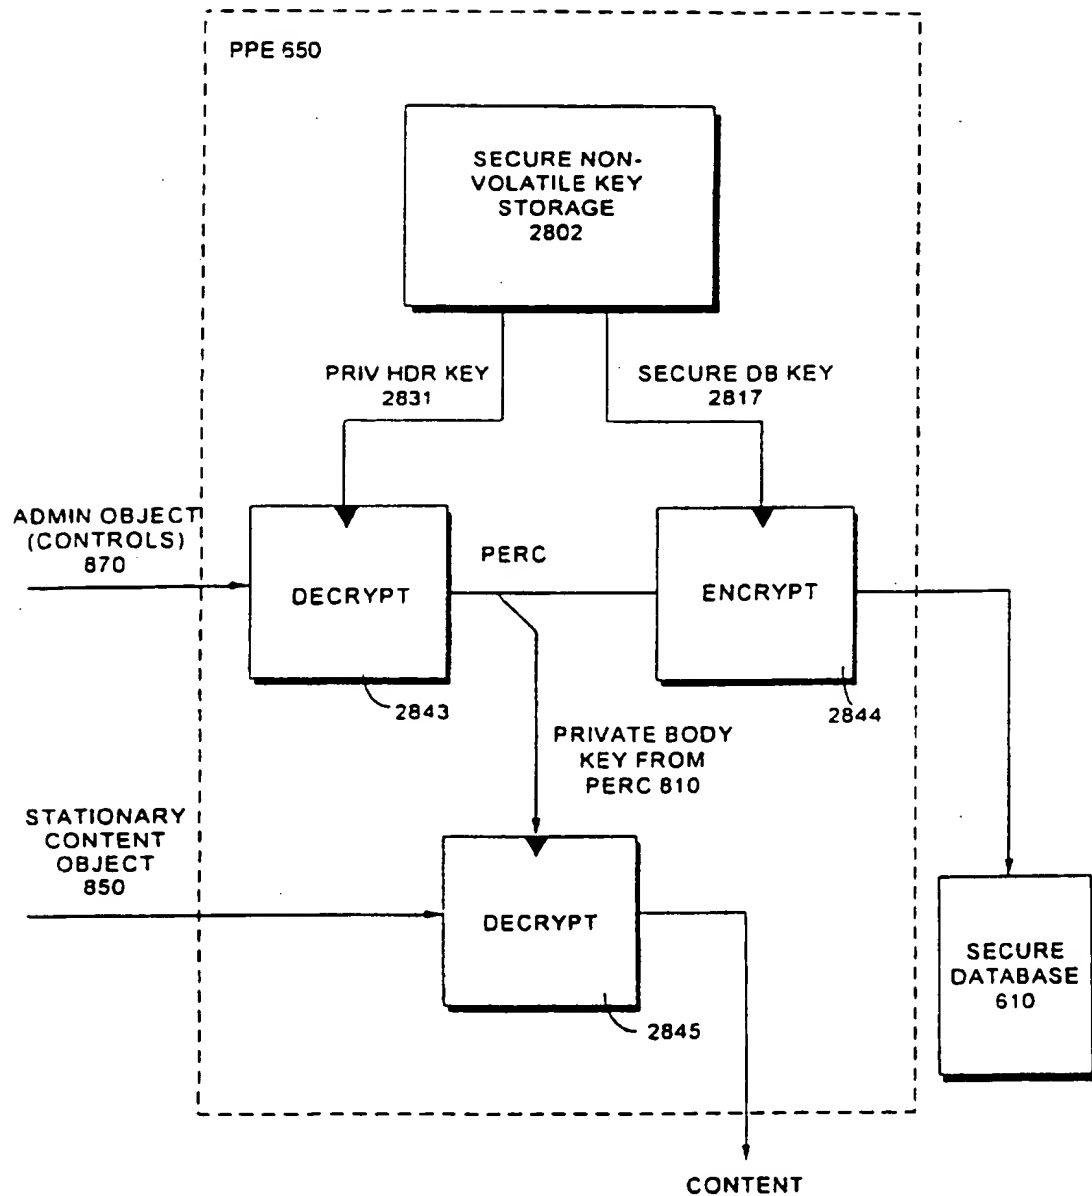 PPE 650
SECURE NON-
VOLATILE KEY
STORAGE
2802
PRIV HDR KEY
2831
SECURE DB KEY
2817
ADMIN OBJECT
(CONTROLS)
870
DECRYPT
PERC
ENCRYPT
2843
2844
PRIVATE BODY
KEY FROM
PERC 810
STATIONARY
CONTENT
OBJECT
850
DECRYPT
2845
SECURE
DATABASE
610
CONTENT